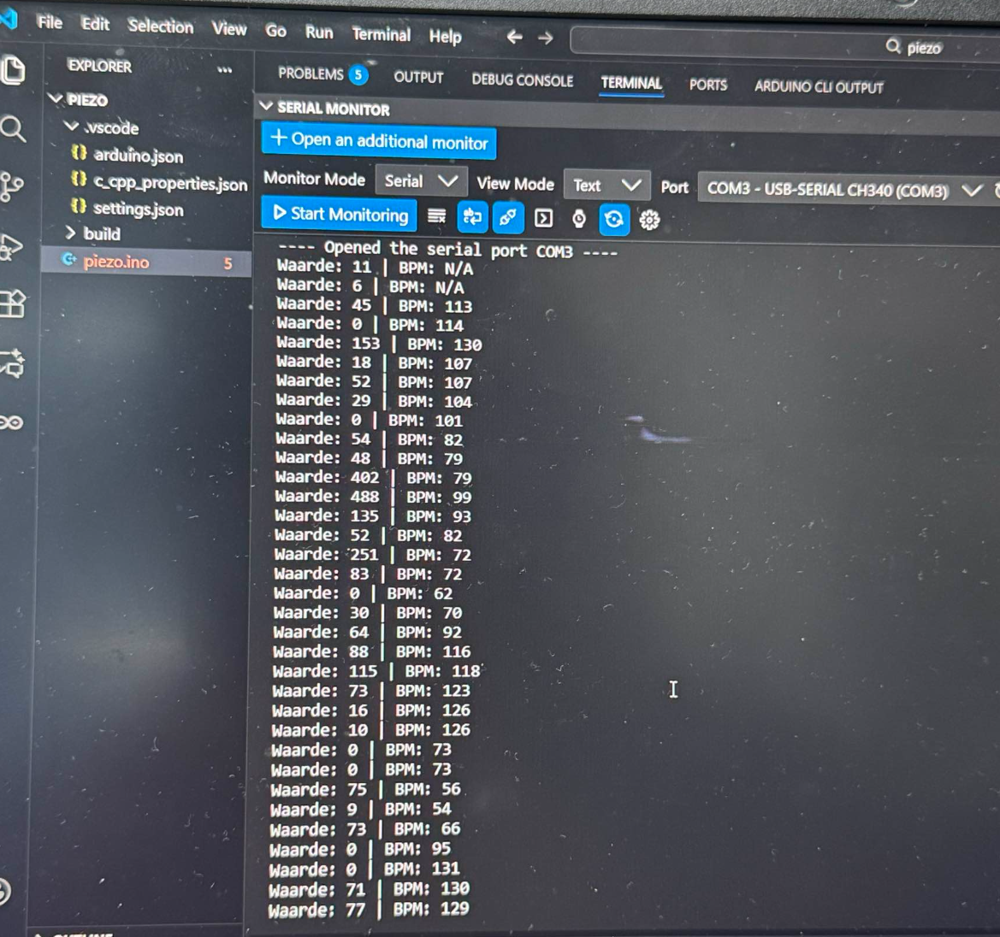 File Edit Selection View Go Run Terminal Help
piezo
EXPLORER
PIEZO
.vscode
arduino.json
c_cpp_properties.json
settings.json
build
piezo.ino 5
PROBLEMS 5 OUTPUT DEBUG CONSOLE TERMINAL PORTS ARDUINO CLI OUTPUT
SERIAL MONITOR
+ Open an additional monitor
Monitor Mode Serial View Mode Text Port COM3 - USB-SERIAL CH340 (COM3)
Start Monitoring
---- Opened the serial port COM3 ----
Waarde: 11 | BPM: N/A
Waarde: 6 | BPM: N/A
Waarde: 45 | BPM: 113
Waarde: 0 | BPM: 114
Waarde: 153 | BPM: 130
Waarde: 18 | BPM: 107
Waarde: 52 | BPM: 107
Waarde: 29 | BPM: 104
Waarde: 0 | BPM: 101
Waarde: 54 | BPM: 82
Waarde: 48 | BPM: 79
Waarde: 402 | BPM: 79
Waarde: 488 | BPM: 99
Waarde: 135 | BPM: 93
Waarde: 52 | BPM: 82
Waarde: 251 | BPM: 72
Waarde: 83 | BPM: 72
Waarde: 0 | BPM: 62
Waarde: 30 | BPM: 70
Waarde: 64 | BPM: 92
Waarde: 88 | BPM: 116
Waarde: 115 | BPM: 118
Waarde: 73 | BPM: 123
Waarde: 16 | BPM: 126
Waarde: 10 | BPM: 126
Waarde: 0 | BPM: 73
Waarde: 0 | BPM: 73
Waarde: 75 | BPM: 56
Waarde: 9 | BPM: 54
Waarde: 73 | BPM: 66
Waarde: 0 | BPM: 95
Waarde: 0 | BPM: 131
Waarde: 71 | BPM: 130
Waarde: 77 | BPM: 129